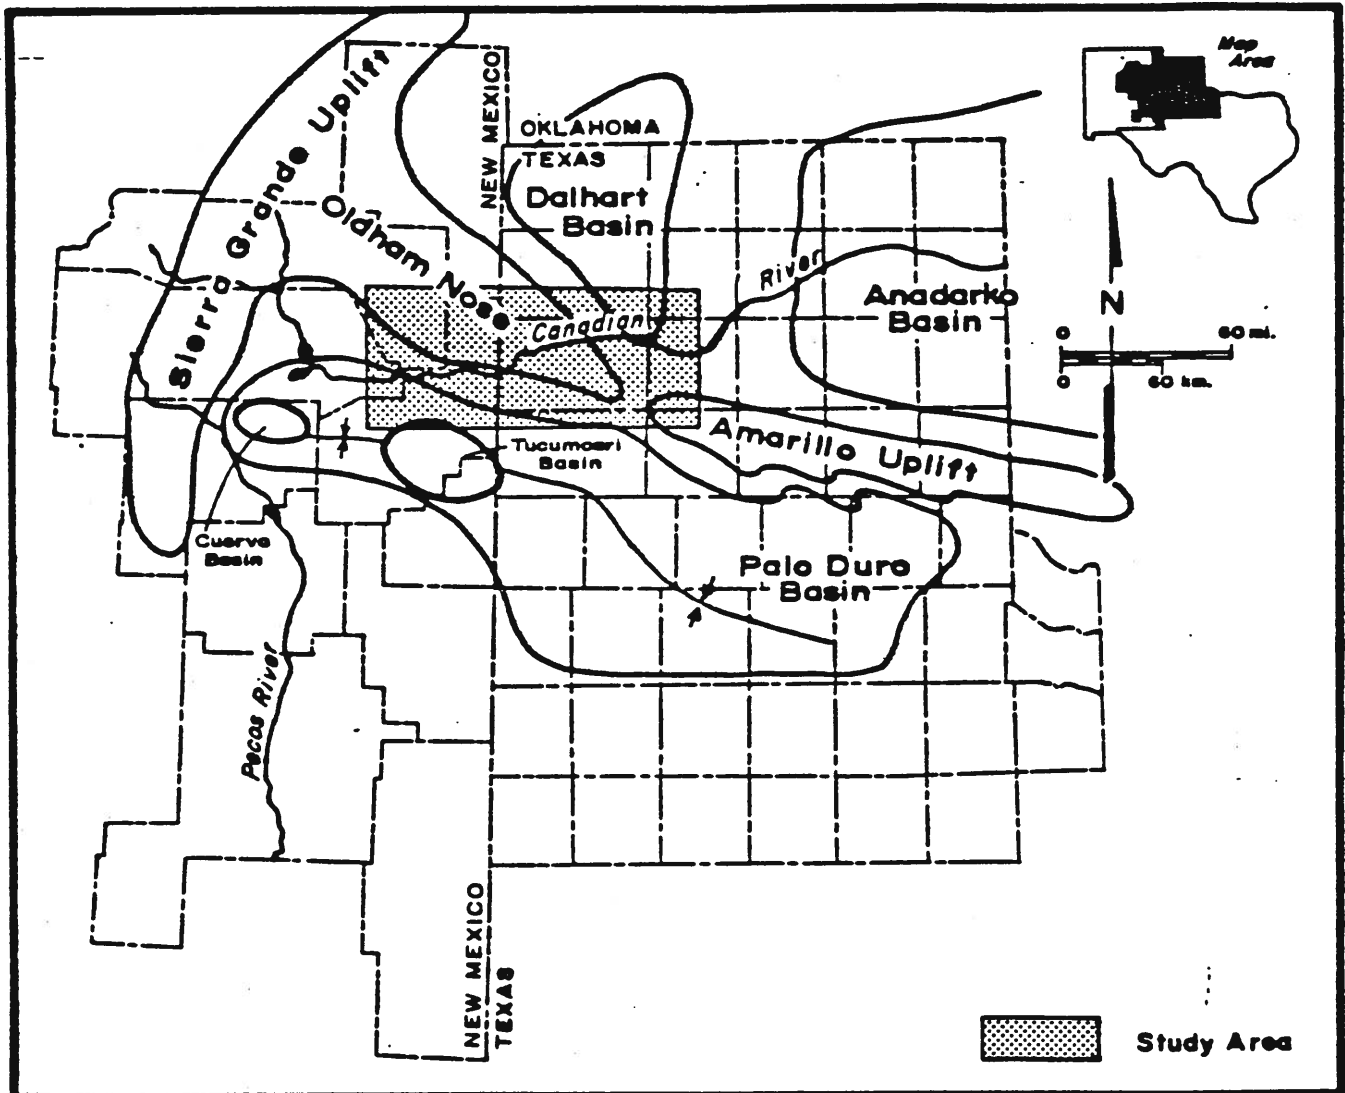 Map
Area
Sierra Grande Uplift
NEW MEXICO
OKLAHOMA
TEXAS
Dalhart
Basin
Oldham Nose
River
Canadian
Anadarko
Basin
N
0 60 mi.
0 60 km.
Amarillo Uplift
Tucumcari
Basin
Cuervo
Basin
Palo Duro
Basin
Pecos River
NEW MEXICO
TEXAS
Study Area